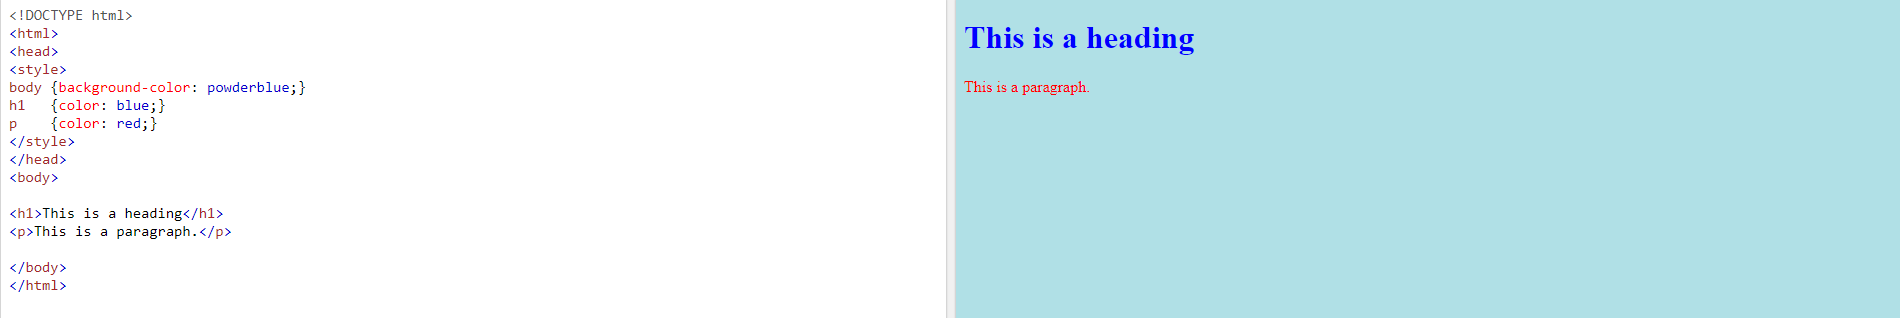 <!DOCTYPE html>
<html>
<head>
<style>
body {background-color: powderblue;}
h1   {color: blue;}
p    {color: red;}
</style>
</head>
<body>
<h1>This is a heading</h1>
<p>This is a paragraph.</p>
</body>
</html>
This is a heading
This is a paragraph.